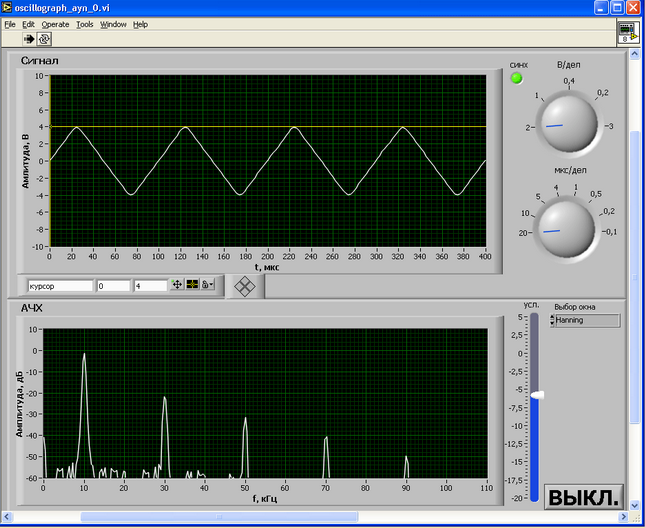 oscillograph_ayn_0.vi
File Edit Operate Tools Window Help
8
Сигнал
Амлитуда, В
10
8
6
4
2
0
-2
-4
-6
-8
-10
0 20 40 60 80 100 120 140 160 180 200 220 240 260 280 300 320 340 360 380 400
t, мкс
курсор 0 4
синх
В/дел
2 1 0,4 0,2 -3
мкс/дел
20 10 5 4 1 0,5 0,2 -0,1
АЧХ
Амплитуда, дБ
10
0
-10
-20
-30
-40
-50
-60
0 10 20 30 40 50 60 70 80 90 100 110
f, кГц
усл.
5
2,5
0
-2,5
-5
-7,5
-10
-12,5
-15
-17,5
-20
Выбор окна
Hanning
ВЫКЛ.